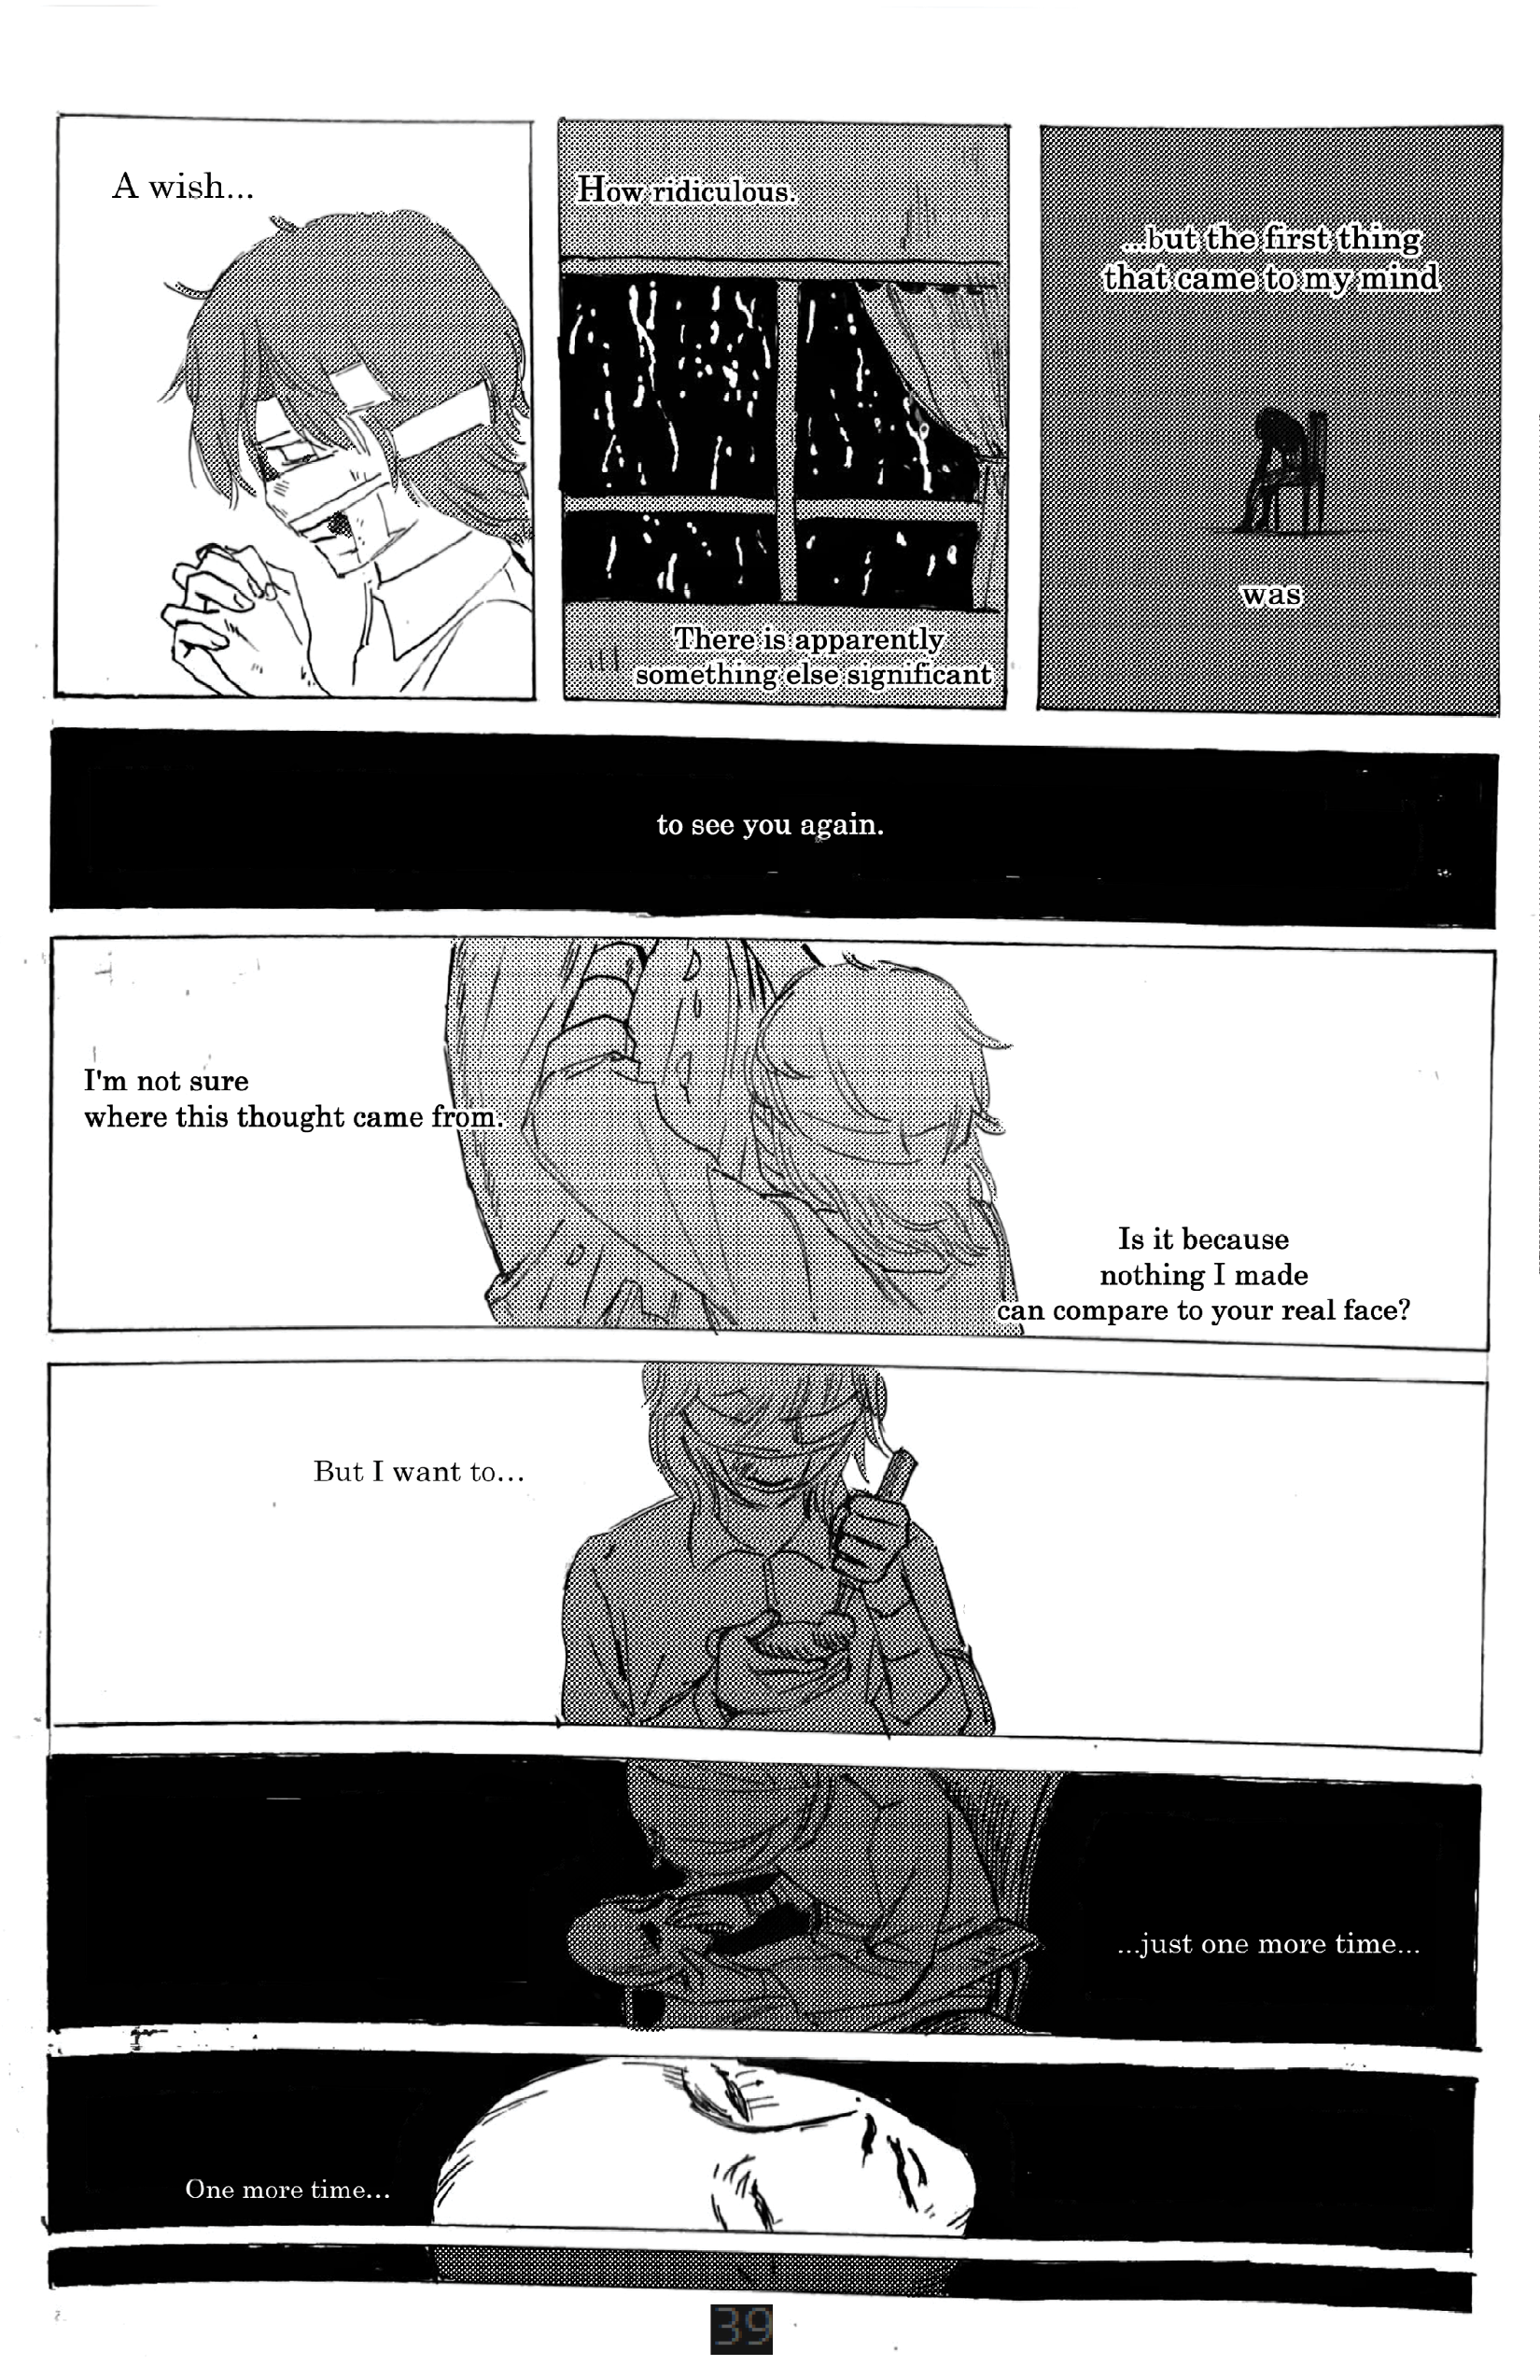 A wish...
How ridiculous.
There is apparently
something else significant
...but the first thing
that came to my mind
was
to see you again.
I'm not sure
where this thought came from.
Is it because
nothing I made
can compare to your real face?
But I want to...
...just one more time...
One more time...
39